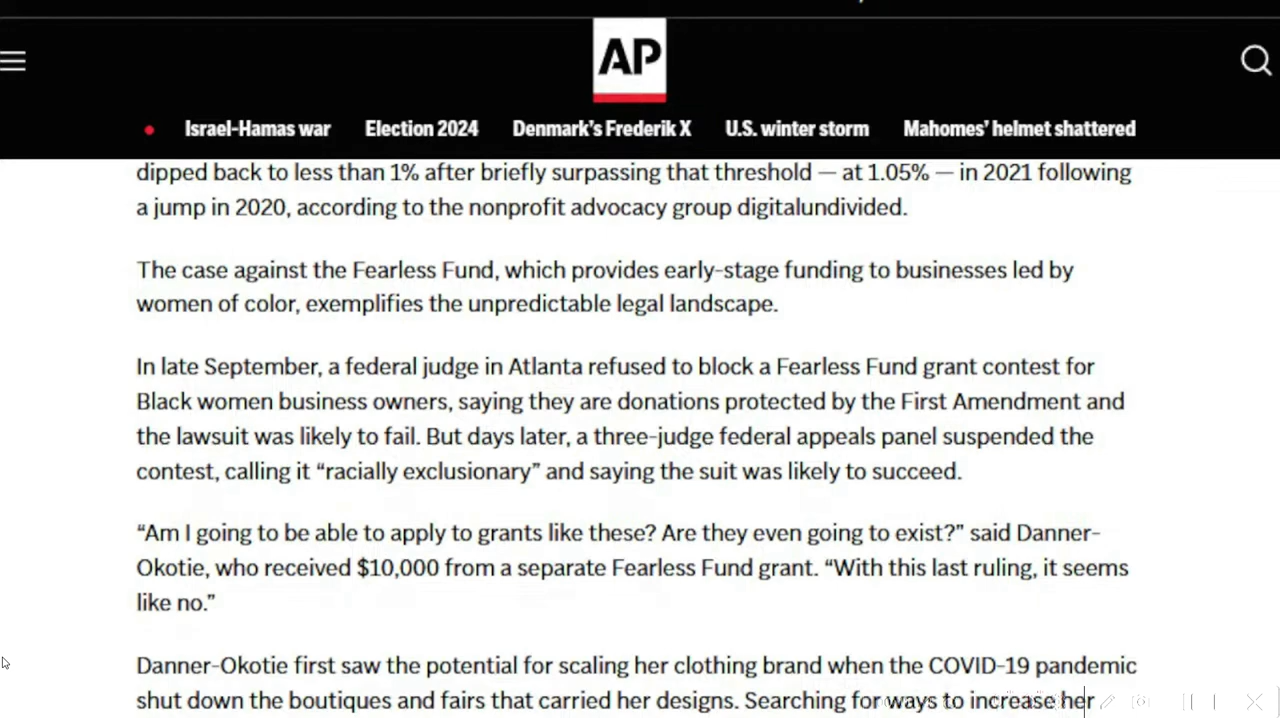 AP
Israel-Hamas war Election 2024 Denmark's Frederik X U.S. winter storm Mahomes' helmet shattered
dipped back to less than 1% after briefly surpassing that threshold — at 1.05% — in 2021 following
a jump in 2020, according to the nonprofit advocacy group digitalundivided.
The case against the Fearless Fund, which provides early-stage funding to businesses led by
women of color, exemplifies the unpredictable legal landscape.
In late September, a federal judge in Atlanta refused to block a Fearless Fund grant contest for
Black women business owners, saying they are donations protected by the First Amendment and
the lawsuit was likely to fail. But days later, a three-judge federal appeals panel suspended the
contest, calling it “racially exclusionary” and saying the suit was likely to succeed.
“Am I going to be able to apply to grants like these? Are they even going to exist?” said Danner-
Okotie, who received $10,000 from a separate Fearless Fund grant. “With this last ruling, it seems
like no.”
Danner-Okotie first saw the potential for scaling her clothing brand when the COVID-19 pandemic
shut down the boutiques and fairs that carried her designs. Searching for ways to increase her